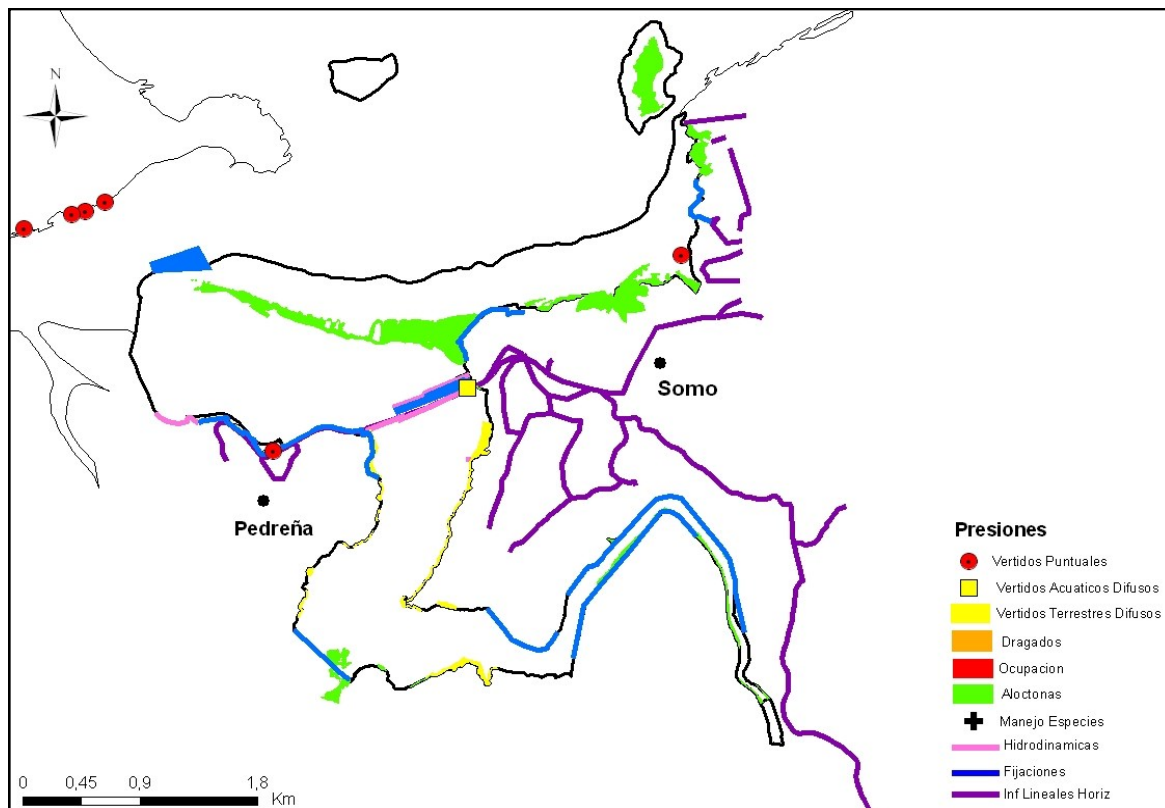 N
Somo
Pedreña
Presiones
Vertidos Puntuales
Vertidos Acuaticos Difusos
Vertidos Terrestres Difusos
Dragados
Ocupacion
Aloctonas
Manejo Especies
Hidrodinamicas
Fijaciones
Inf Lineales Horiz
0 0,45 0,9 1,8
Km